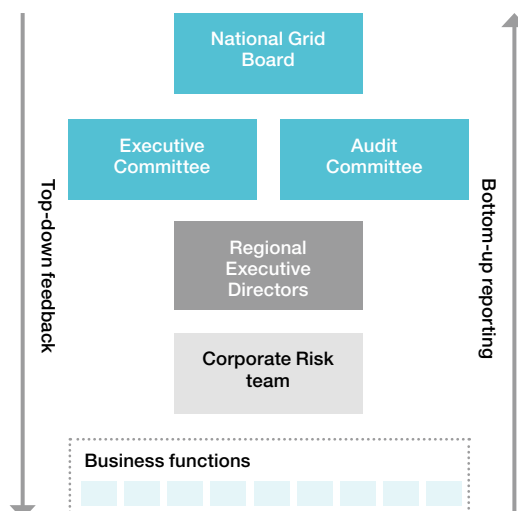 National Grid
Board
Executive
Committee
Audit
Committee
Top-down feedback
Bottom-up reporting
Regional
Executive
Directors
Corporate Risk
team
Business functions